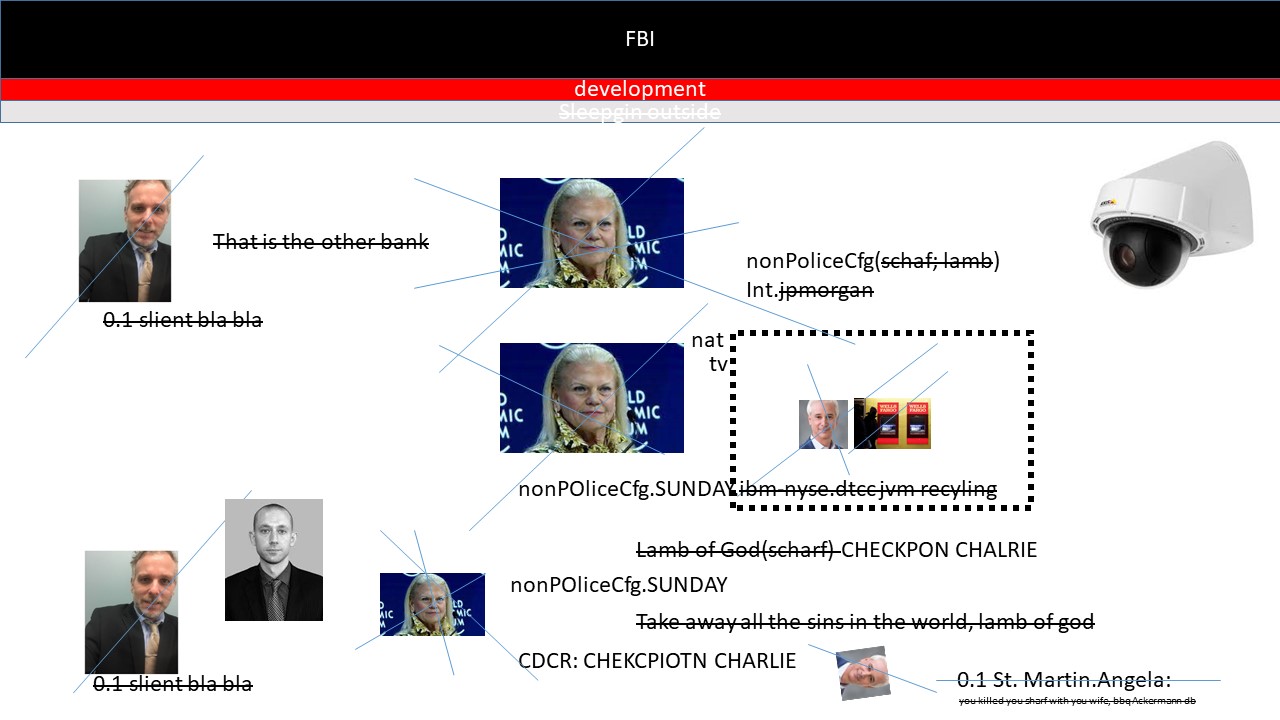 FBI
development
Sleepgin outside
That is the other bank
0.1 slient bla bla
nonPoliceCfg(schaf; lamb)
Int.jpmorgan
nat
tv
nonPOliceCfg.SUNDAY.ibm-nyse.dtcc jvm recyling
Lamb of God(scharf) CHECKPON CHALRIE
nonPOliceCfg.SUNDAY
Take away all the sins in the world, lamb of god
CDCR: CHEKCPIOTN CHARLIE
0.1 slient bla bla
0.1 St. Martin.Angela:
you killed you sharf with you wife, bbq Ackermann db
WELLS FARGO
WELLS FARGO